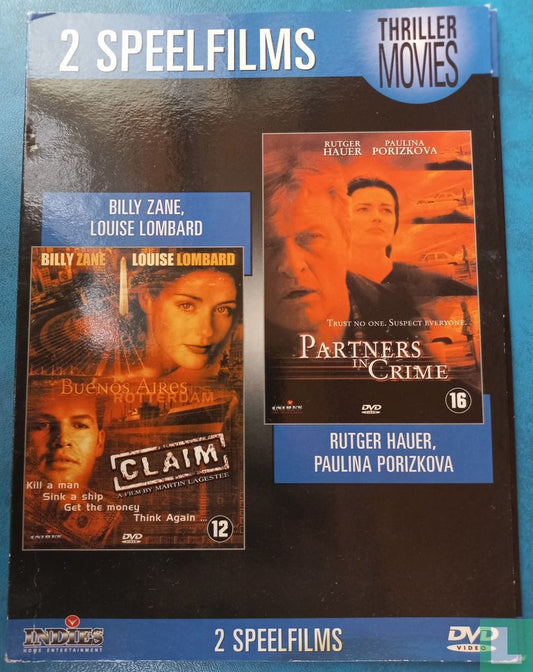 2 SPEELFILMS
THRILLER
MOVIES
RUTGER HAUER
PAULINA PORIZKOVA
TRUST NO ONE. SUSPECT EVERYONE.
PARTNERS
IN CRIME
DVD
16
RUTGER HAUER,
PAULINA PORIZKOVA
BILLY ZANE,
LOUISE LOMBARD
BILLY ZANE LOUISE LOMBARD
BUENOS AIRES
ROTTERDAM
CLAIM
A FILM BY MARTIN LAGESTEE
Kill a man
Sink a ship
Get the money
Think Again ...
DVD
12
INDIES
HOME ENTERTAINMENT
2 SPEELFILMS
DVD
VIDEO